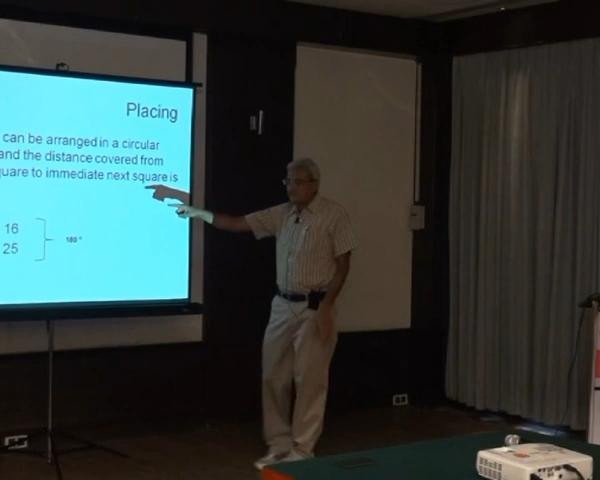 Placing
can be arranged in a circular
and the distance covered from
quare to immediate next square is
16
25
180 °